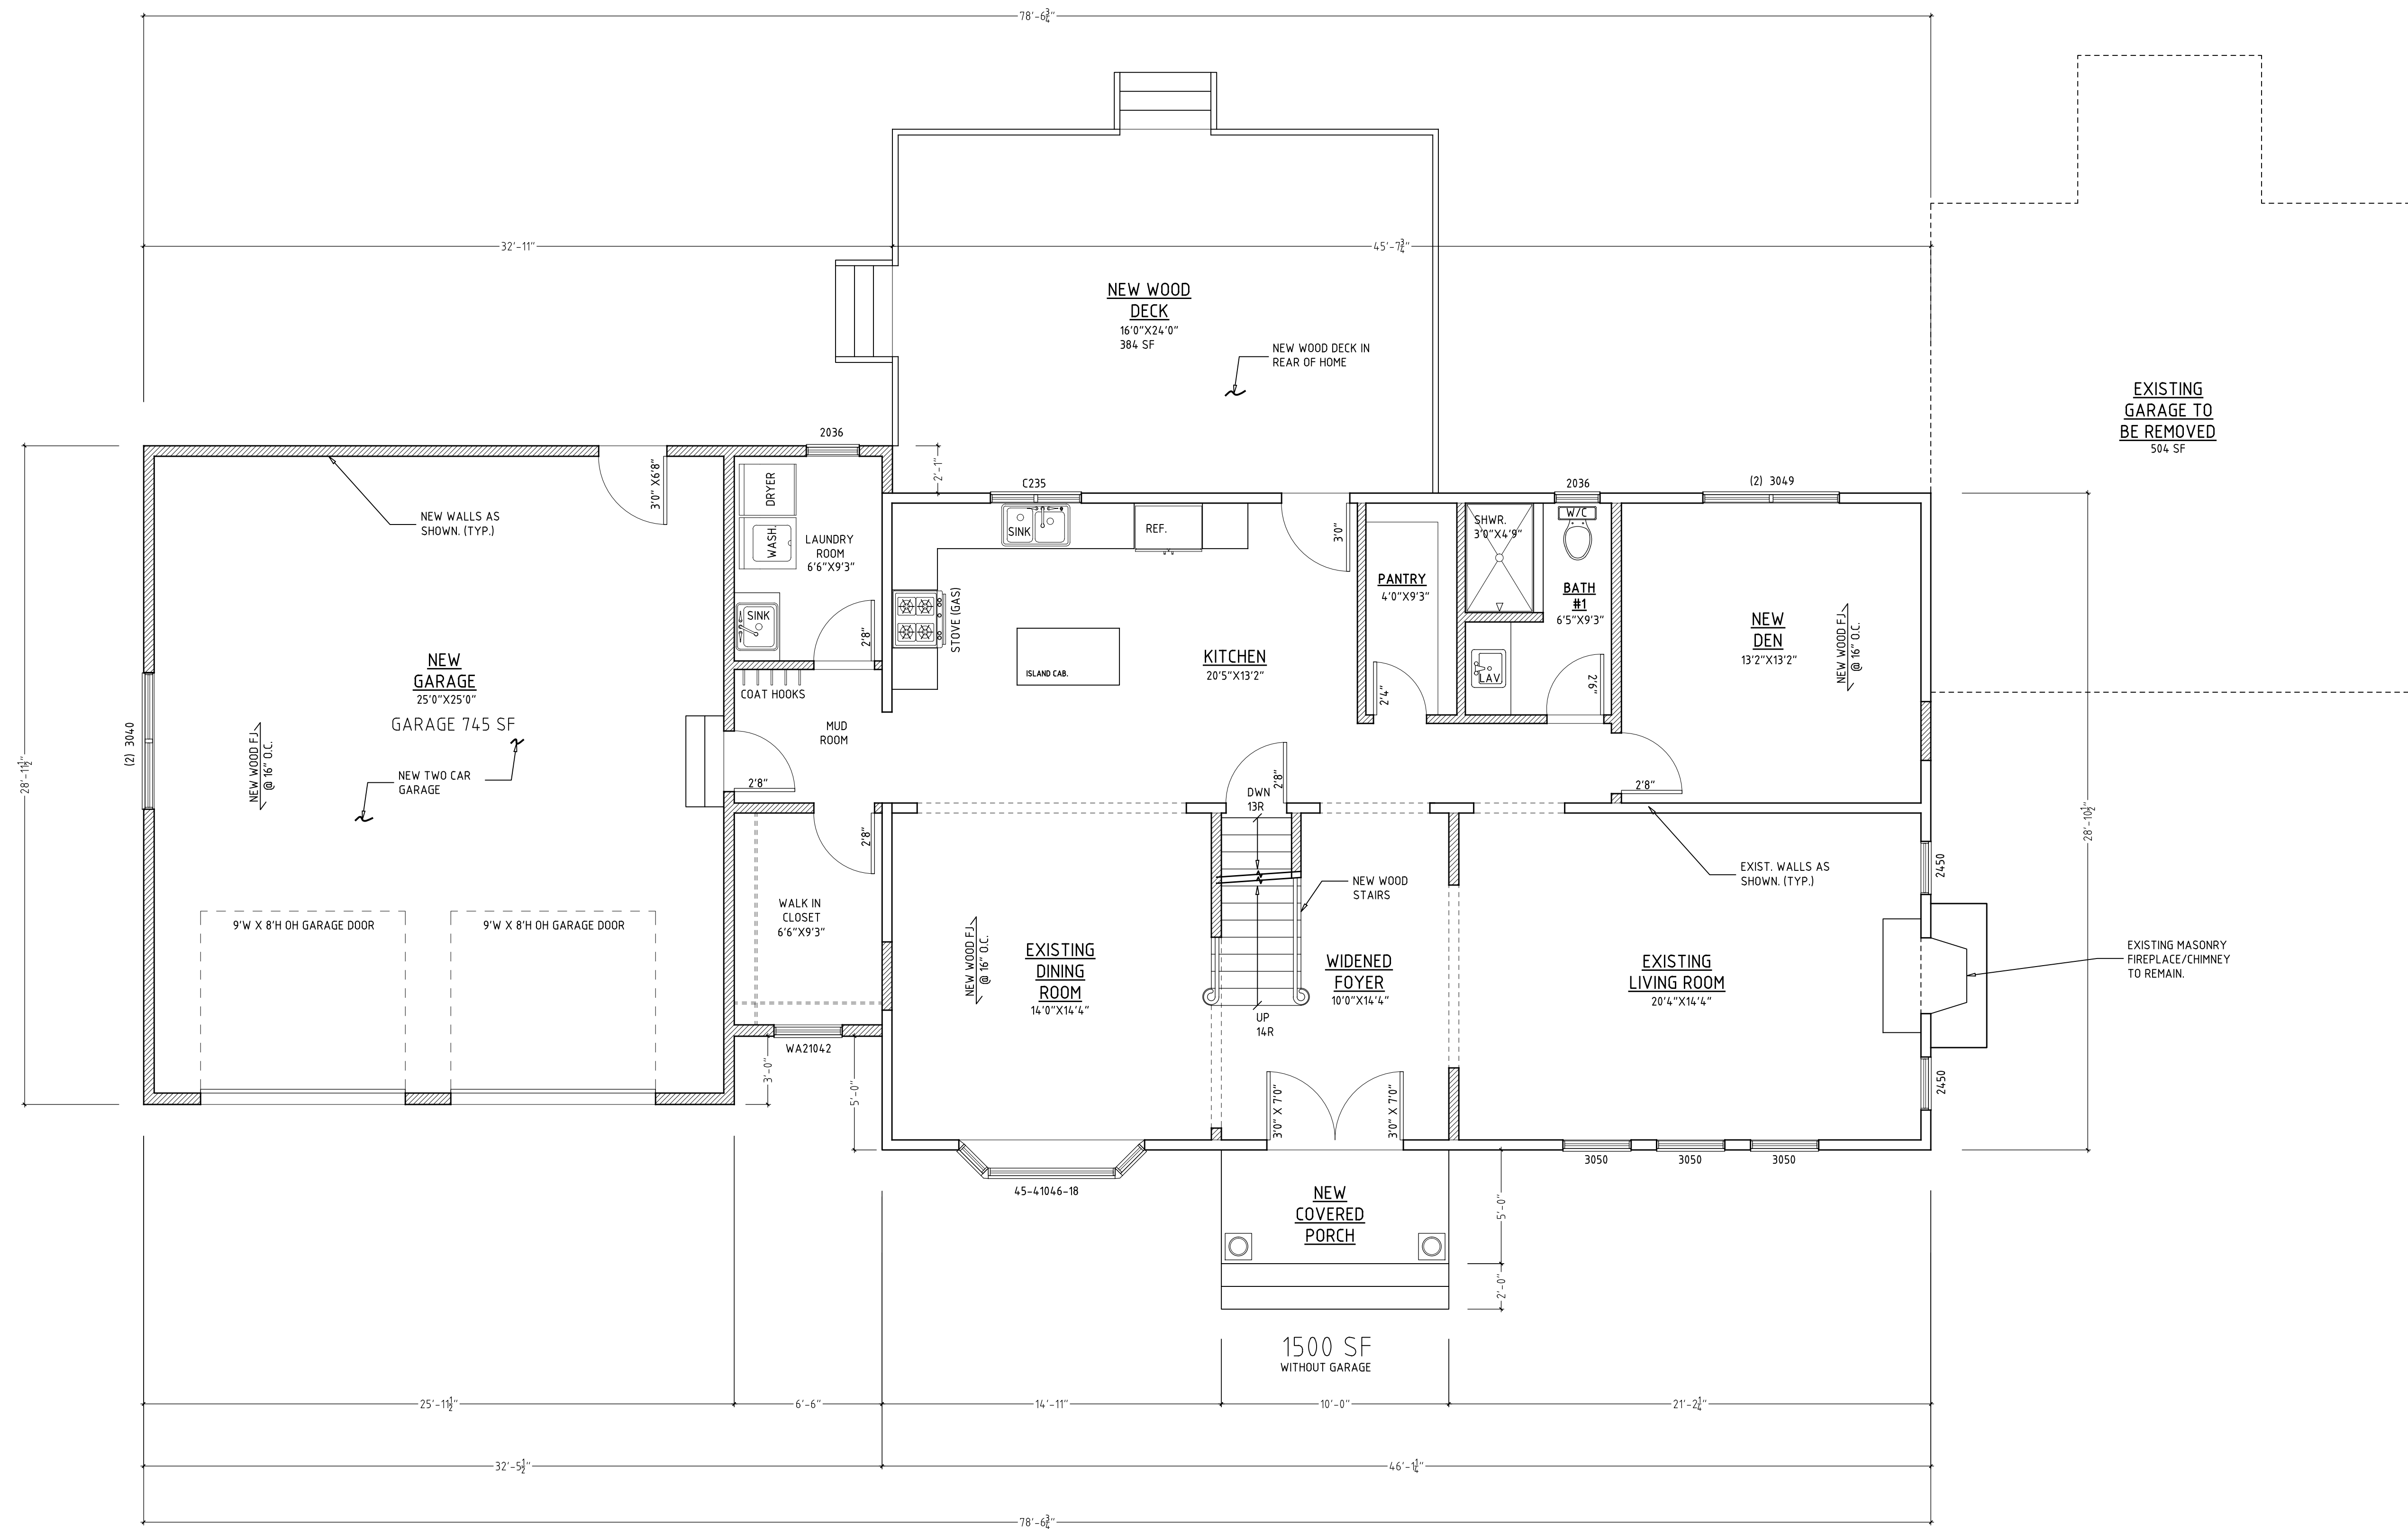 78'-6¾"
32'-11"
45'-7¾"
NEW WOOD
DECK
16'0"X24'0"
384 SF
NEW WOOD DECK IN
REAR OF HOME
EXISTING
GARAGE TO
BE REMOVED
504 SF
2036
3'0" X6'8"
2'-1"
C235
2036
(2) 3049
NEW WALLS AS
SHOWN. (TYP.)
DRYER
WASH.
LAUNDRY
ROOM
6'6"X9'3"
SINK
2'8"
SINK
REF.
3'0"
STOVE (GAS)
ISLAND CAB.
KITCHEN
20'5"X13'2"
PANTRY
4'0"X9'3"
2'4"
SHWR.
3'0"X4'9"
W/C
BATH
#1
6'5"X9'3"
LAV
2'6"
NEW
DEN
13'2"X13'2"
NEW WOOD FJ.
@ 16" O.C.
NEW
GARAGE
25'0"X25'0"
GARAGE 745 SF
NEW WOOD FJ.
@ 16" O.C.
NEW TWO CAR
GARAGE
(2) 3040
28'-11½"
COAT HOOKS
MUD
ROOM
2'8"
2'8"
2'8"
DWN
13R
2'8"
28'-10½"
EXIST. WALLS AS
SHOWN. (TYP.)
2450
NEW WOOD
STAIRS
WALK IN
CLOSET
6'6"X9'3"
9'W X 8'H OH GARAGE DOOR
9'W X 8'H OH GARAGE DOOR
NEW WOOD FJ.
@ 16" O.C.
EXISTING
DINING
ROOM
14'0"X14'4"
WIDENED
FOYER
10'0"X14'4"
EXISTING
LIVING ROOM
20'4"X14'4"
EXISTING MASONRY
FIREPLACE/CHIMNEY
TO REMAIN.
UP
14R
WA21042
3'-0"
5'-0"
3'0" X 7'0"
3'0" X 7'0"
2450
45-41046-18
3050
3050
3050
NEW
COVERED
PORCH
5'-0"
2'-0"
1500 SF
WITHOUT GARAGE
25'-11½"
6'-6"
14'-11"
10'-0"
21'-2¼"
32'-5½"
46'-1¼"
78'-6¾"